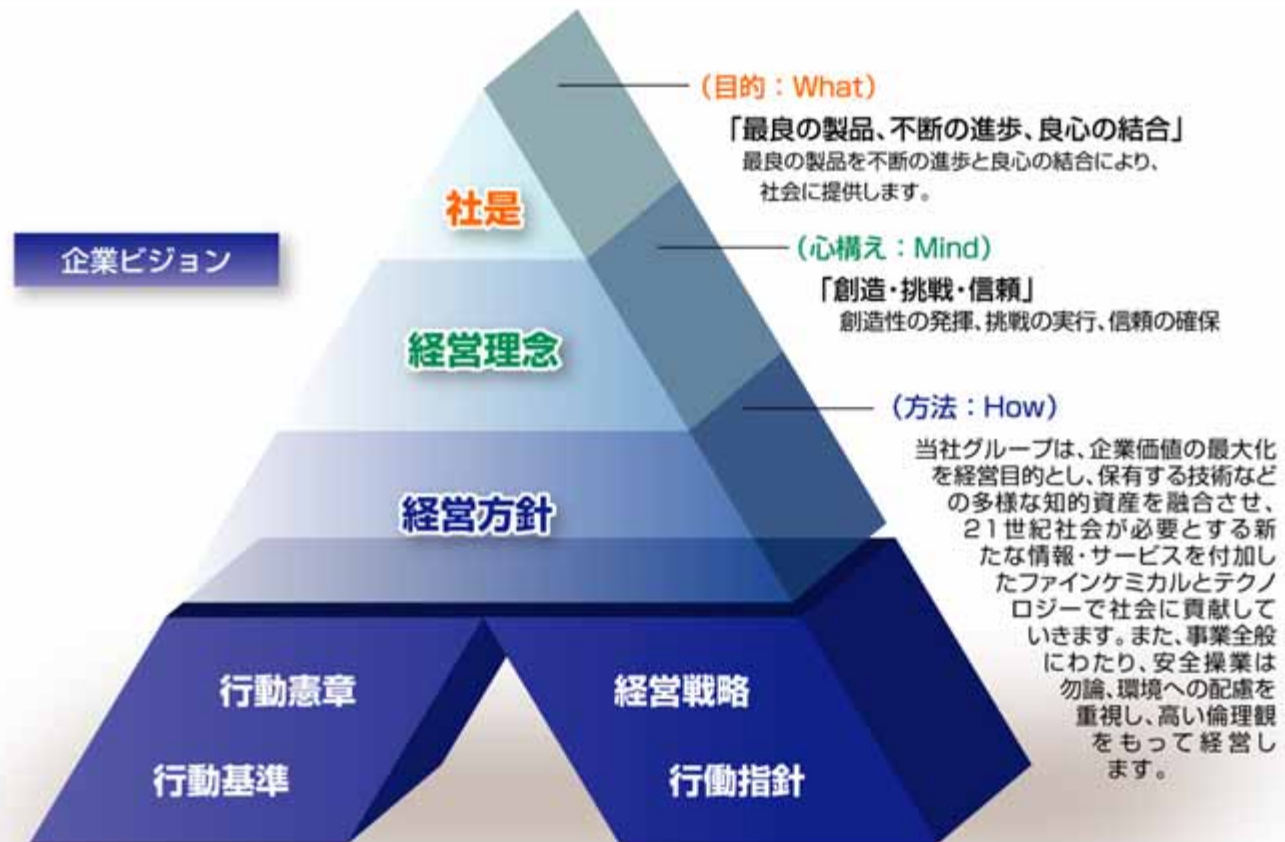 企業ビジョン
社是
(目的：What)
「最良の製品、不断の進歩、良心の結合」
最良の製品を不断の進歩と良心の結合により、
社会に提供します。
経営理念
(心構え：Mind)
「創造・挑戦・信頼」
創造性の発揮、挑戦の実行、信頼の確保
経営方針
(方法：How)
当社グループは、企業価値の最大化
を経営目的とし、保有する技術など
の多様な知的資産を融合させ、
21世紀社会が必要とする新
たな情報・サービスを付加し
たファインケミカルとテクノ
ロジーで社会に貢献して
いきます。また、事業全般
にわたり、安全操業は
勿論、環境への配慮を
重視し、高い倫理観
をもって経営し
ます。
行動憲章
経営戦略
行動基準
行働指針